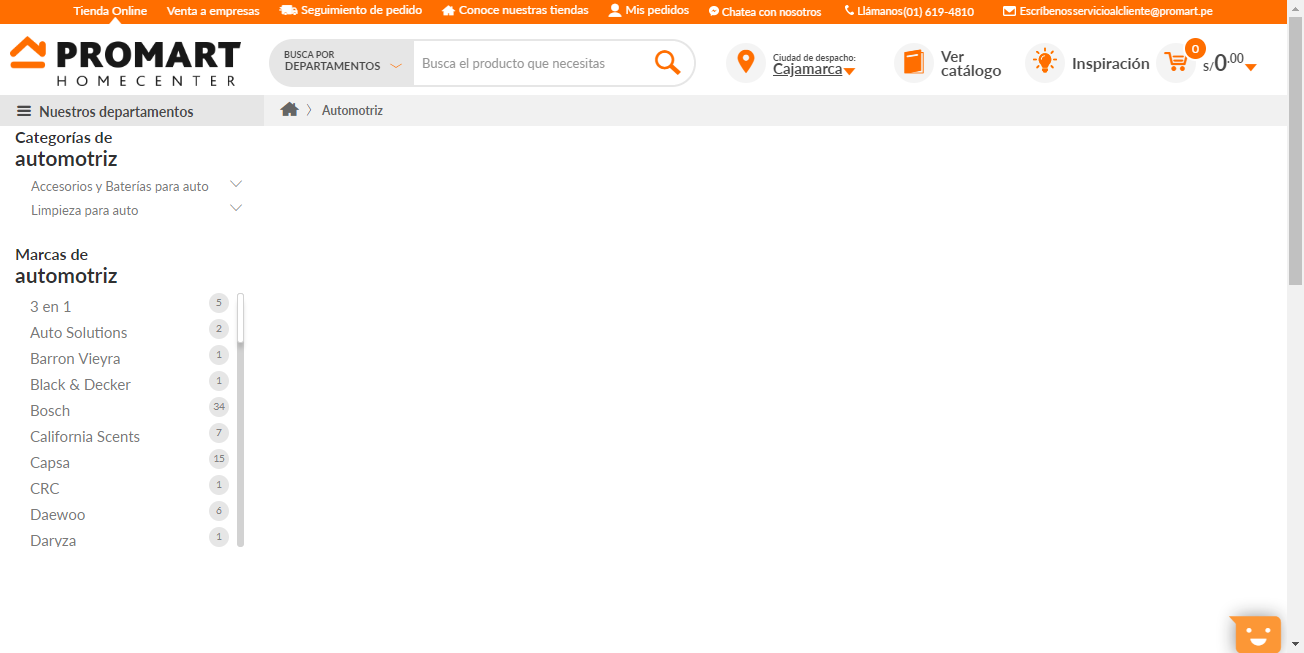 Tienda Online Venta a empresas Seguimiento de pedido Conoce nuestras tiendas Mis pedidos Chatea con nosotros Llámanos(01) 619-4810 Escríbenosservicioalcliente@promart.pe
PROMART
HOMECENTER
BUSCA POR
DEPARTAMENTOS
Busca el producto que necesitas
Ciudad de despacho:
Cajamarca
Ver
catálogo
Inspiración
0
s/0.00
Nuestros departamentos
Automotriz
Categorías de
automotriz
Accesorios y Baterías para auto
Limpieza para auto
Marcas de
automotriz
3 en 1 5
Auto Solutions 2
Barron Vieyra 1
Black & Decker 1
Bosch 34
California Scents 7
Capsa 15
CRC 1
Daewoo 6
Daryza 1